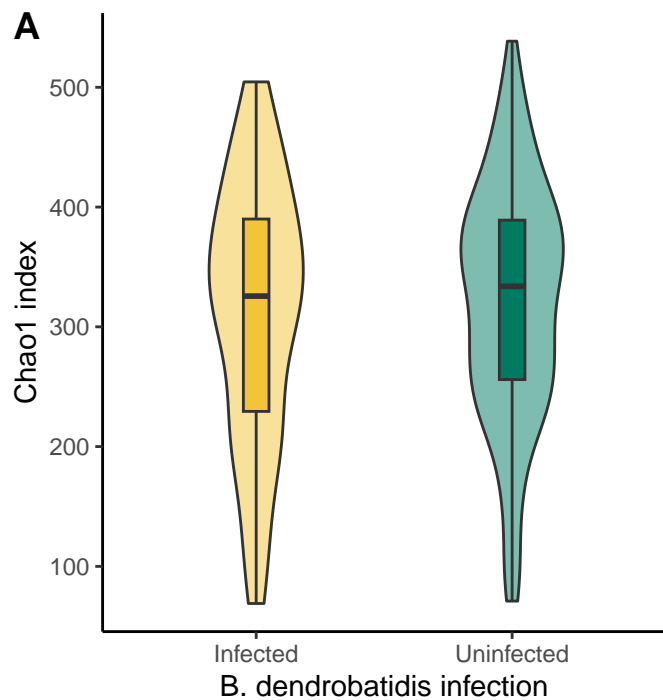 A
500
400
300
200
100
Chao1 index
Infected Uninfected
B. dendrobatidis infection